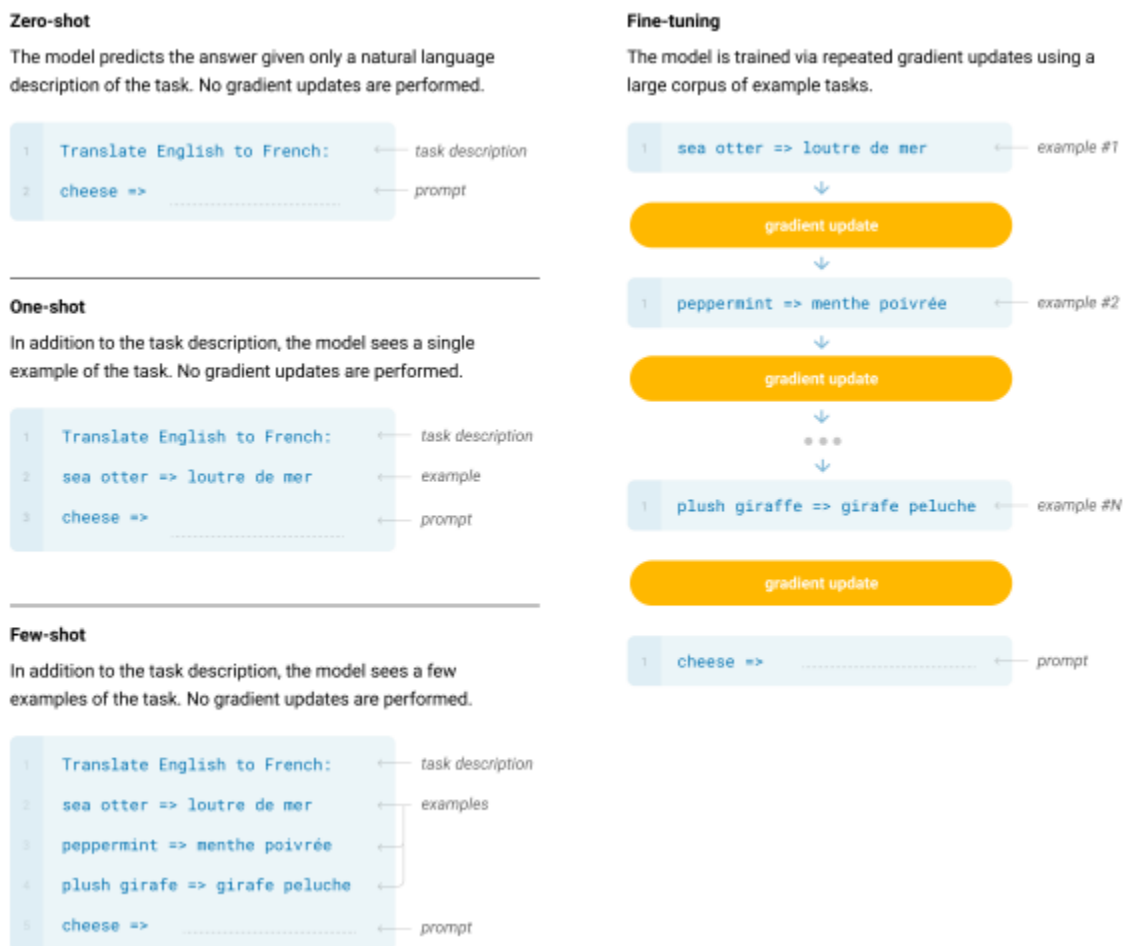 Zero-shot
The model predicts the answer given only a natural language
description of the task. No gradient updates are performed.
1 Translate English to French: task description
2 cheese => prompt
One-shot
In addition to the task description, the model sees a single
example of the task. No gradient updates are performed.
1 Translate English to French: task description
2 sea otter => loutre de mer example
3 cheese => prompt
Few-shot
In addition to the task description, the model sees a few
examples of the task. No gradient updates are performed.
1 Translate English to French: task description
2 sea otter => loutre de mer examples
3 peppermint => menthe poivrée
4 plush girafe => girafe peluche
5 cheese => prompt
Fine-tuning
The model is trained via repeated gradient updates using a
large corpus of example tasks.
1 sea otter => loutre de mer example #1
gradient update
1 peppermint => menthe poivrée example #2
gradient update
1 plush giraffe => girafe peluche example #N
gradient update
1 cheese => prompt